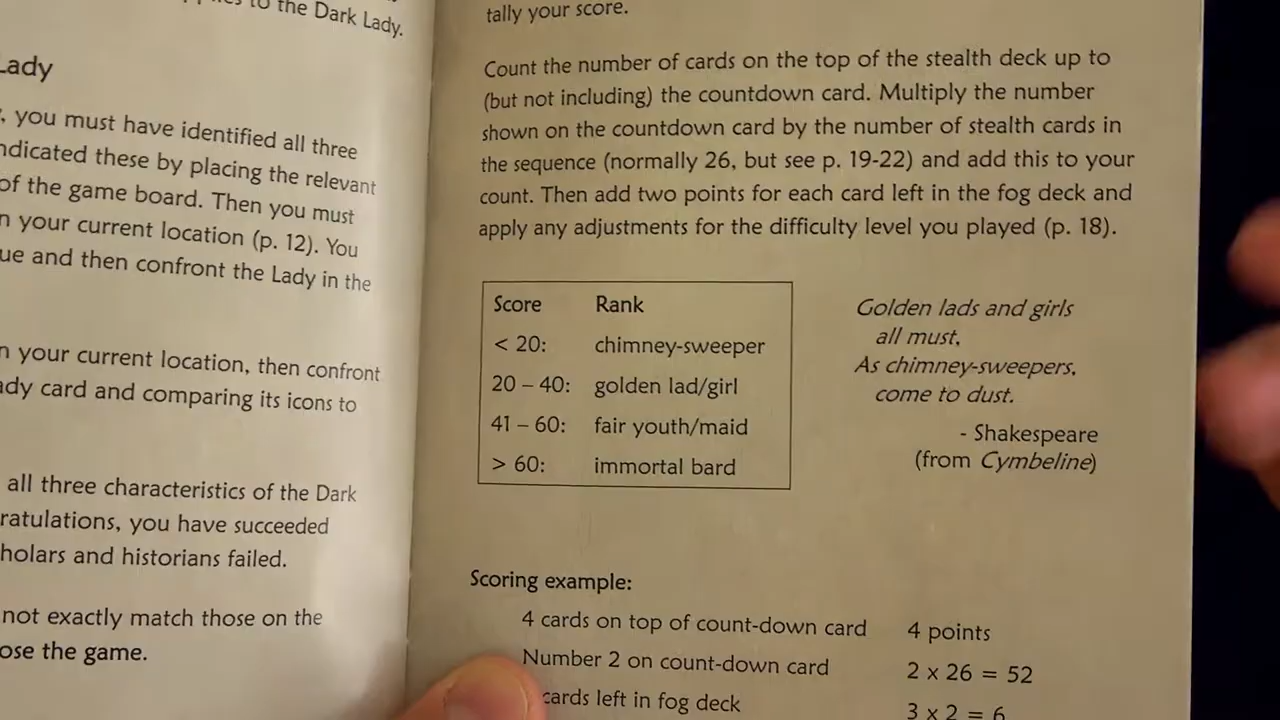 to the Dark Lady.
Lady
, you must have identified all three
ndicated these by placing the relevant
of the game board. Then you must
n your current location (p. 12). You
ue and then confront the Lady in the
n your current location, then confront
ady card and comparing its icons to
all three characteristics of the Dark
ratulations, you have succeeded
holars and historians failed.
not exactly match those on the
ose the game.
tally your score.
Count the number of cards on the top of the stealth deck up to
(but not including) the countdown card. Multiply the number
shown on the countdown card by the number of stealth cards in
the sequence (normally 26, but see p. 19-22) and add this to your
count. Then add two points for each card left in the fog deck and
apply any adjustments for the difficulty level you played (p. 18).
Score Rank
< 20: chimney-sweeper
20 – 40: golden lad/girl
41 – 60: fair youth/maid
> 60: immortal bard
Golden lads and girls
all must,
As chimney-sweepers,
come to dust.
- Shakespeare
(from Cymbeline)
Scoring example:
4 cards on top of count-down card 4 points
Number 2 on count-down card 2 x 26 = 52
cards left in fog deck 3 x 2 = 6